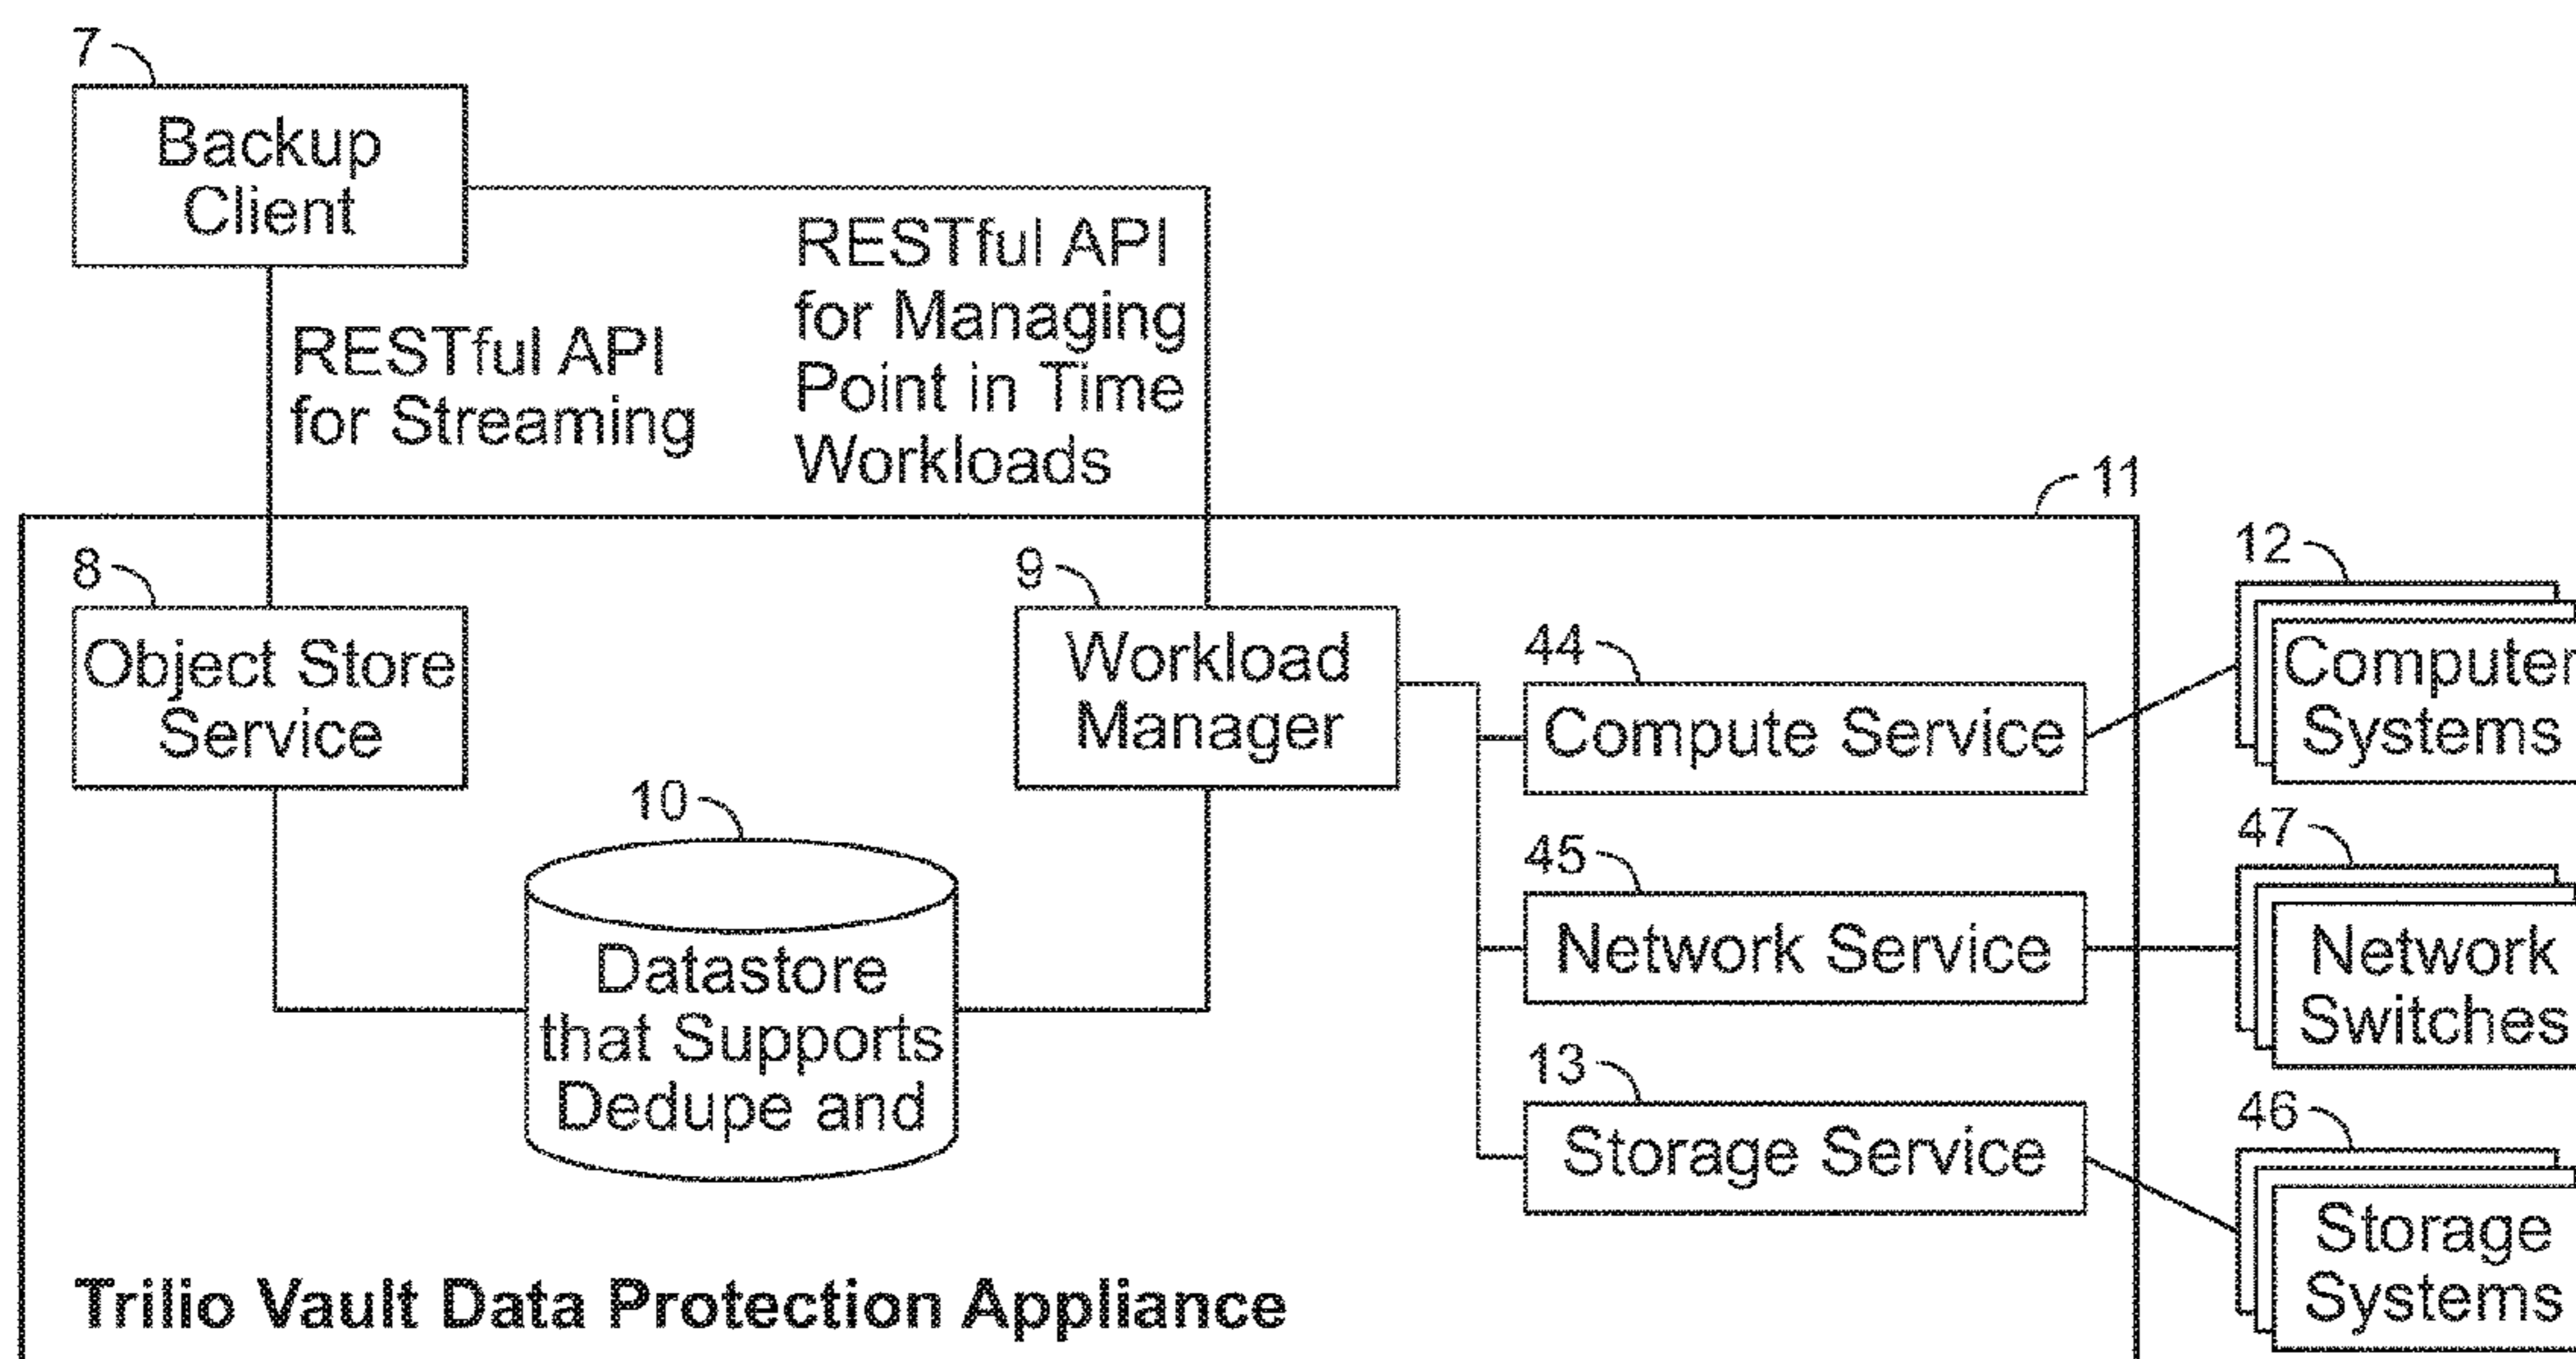 7
Backup
Client
RESTful API
for Streaming
RESTful API
for Managing
Point in Time
Workloads
11
8
Object Store
Service
9
Workload
Manager
10
Datastore
that Supports
Dedupe and
44
Compute Service
45
Network Service
13
Storage Service
12
Computer
Systems
47
Network
Switches
46
Storage
Systems
Trilio Vault Data Protection Appliance